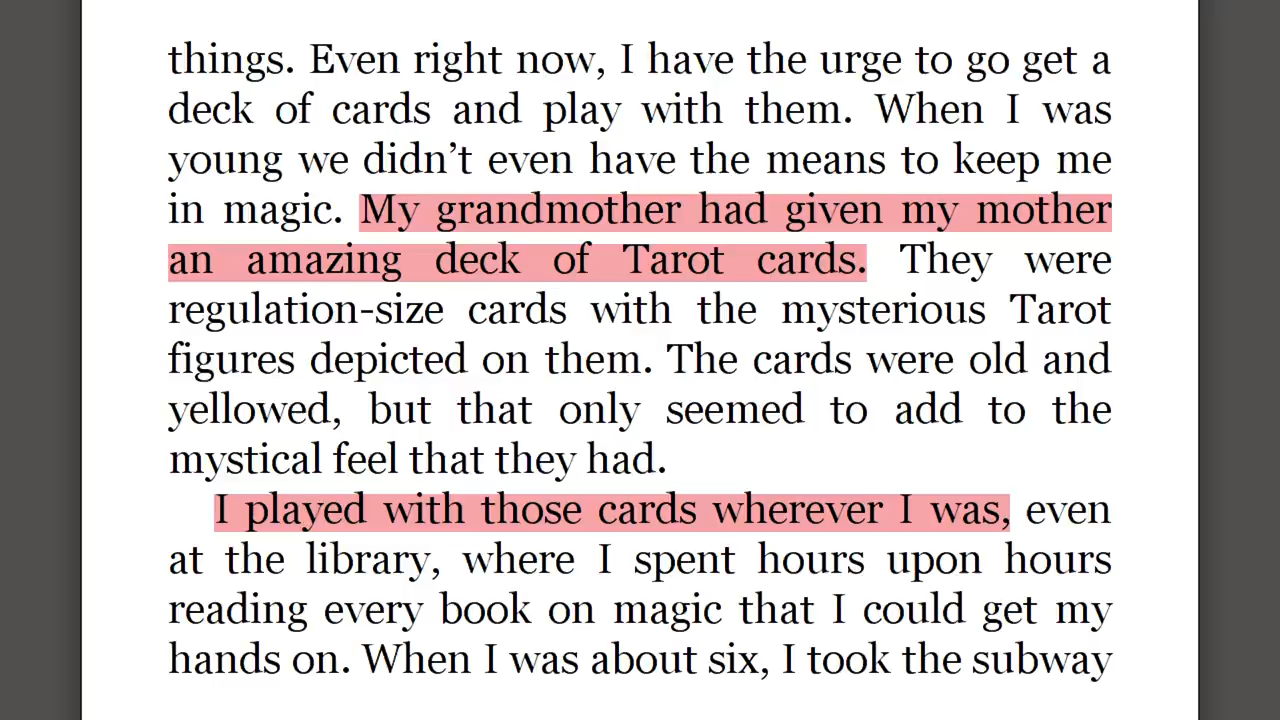 things. Even right now, I have the urge to go get a
deck of cards and play with them. When I was
young we didn’t even have the means to keep me
in magic. My grandmother had given my mother
an amazing deck of Tarot cards. They were
regulation-size cards with the mysterious Tarot
figures depicted on them. The cards were old and
yellowed, but that only seemed to add to the
mystical feel that they had.
I played with those cards wherever I was, even
at the library, where I spent hours upon hours
reading every book on magic that I could get my
hands on. When I was about six, I took the subway